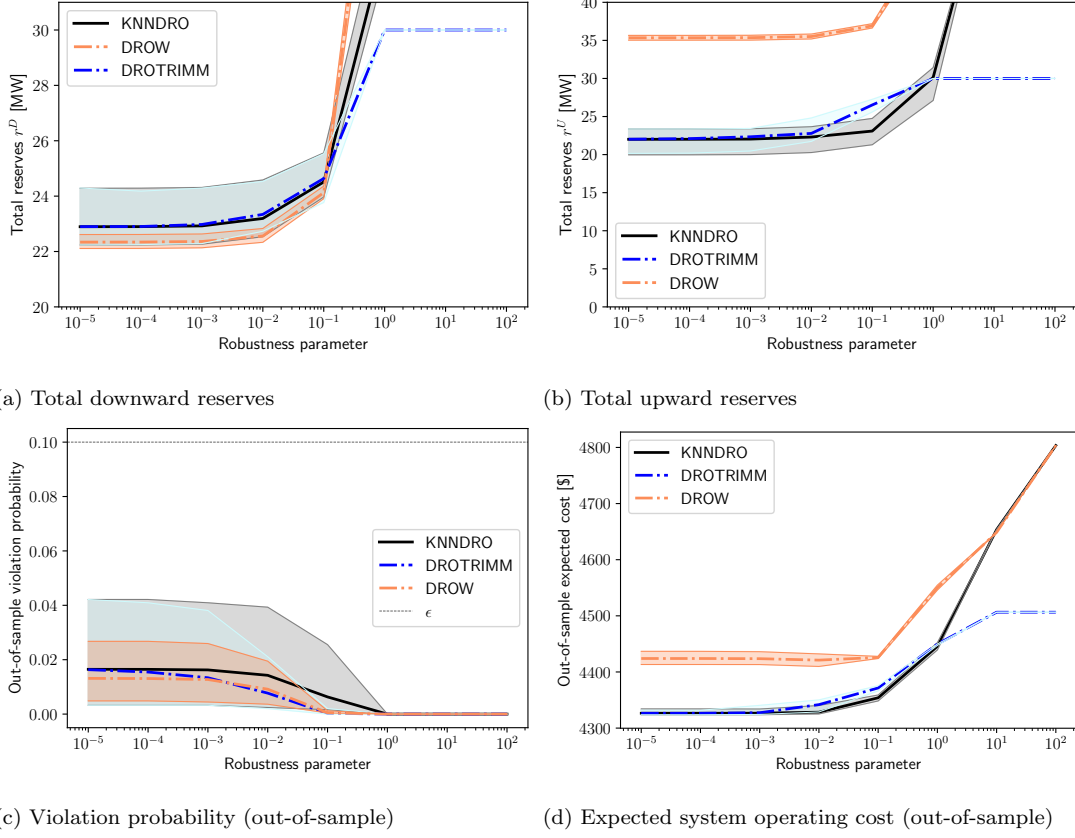 30
28
26
24
22
20
Total reserves r^D [MW]
KNNDRO
DROW
DROTRIMM
10^−5 10^−4 10^−3 10^−2 10^−1 10^0 10^1 10^2
Robustness parameter
(a) Total downward reserves
40
35
30
25
20
15
10
5
0
Total reserves r^U [MW]
KNNDRO
DROTRIMM
DROW
10^−5 10^−4 10^−3 10^−2 10^−1 10^0 10^1 10^2
Robustness parameter
(b) Total upward reserves
0.10
0.08
0.06
0.04
0.02
0.00
Out-of-sample violation probability
KNNDRO
DROTRIMM
DROW
ϵ
10^−5 10^−4 10^−3 10^−2 10^−1 10^0 10^1 10^2
Robustness parameter
(c) Violation probability (out-of-sample)
4800
4700
4600
4500
4400
4300
Out-of-sample expected cost [$]
KNNDRO
DROTRIMM
DROW
10^−5 10^−4 10^−3 10^−2 10^−1 10^0 10^1 10^2
Robustness parameter
(d) Expected system operating cost (out-of-sample)